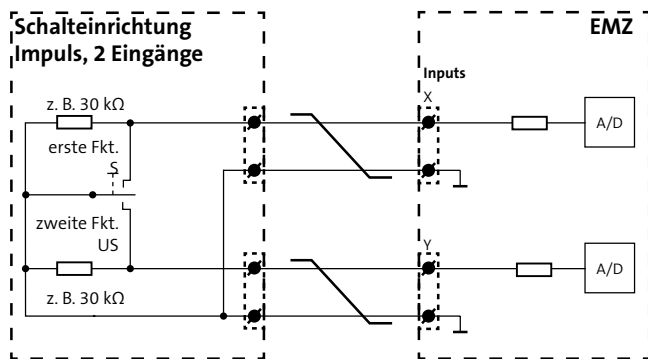 Schalteinrichtung
Impuls, 2 Eingänge
EMZ
Inputs
X
z. B. 30 kΩ
A/D
erste Fkt.
S
zweite Fkt.
US
Y
A/D
z. B. 30 kΩ